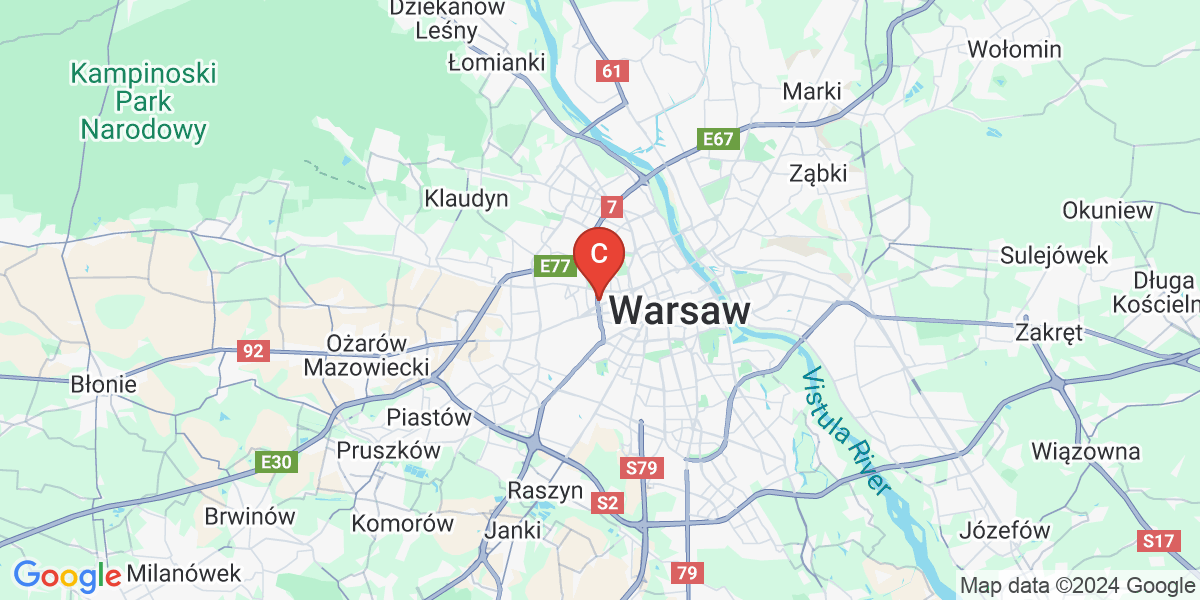 Dziekanów
Leśny
Wołomin
Łomianki
61
Kampinoski
Park
Narodowy
Marki
E67
Ząbki
Klaudyn
7
Okuniew
C
Sulejówek
E77
Długa
Kościeln
Warsaw
Zakręt
92
Ożarów
Mazowiecki
Błonie
Piastów
Vistula River
Pruszków
Wiązowna
E30
S79
Raszyn
S2
Brwinów
Komorów
Janki
Józefów
S17
Google
Milanówek
79
Map data ©2024 Google